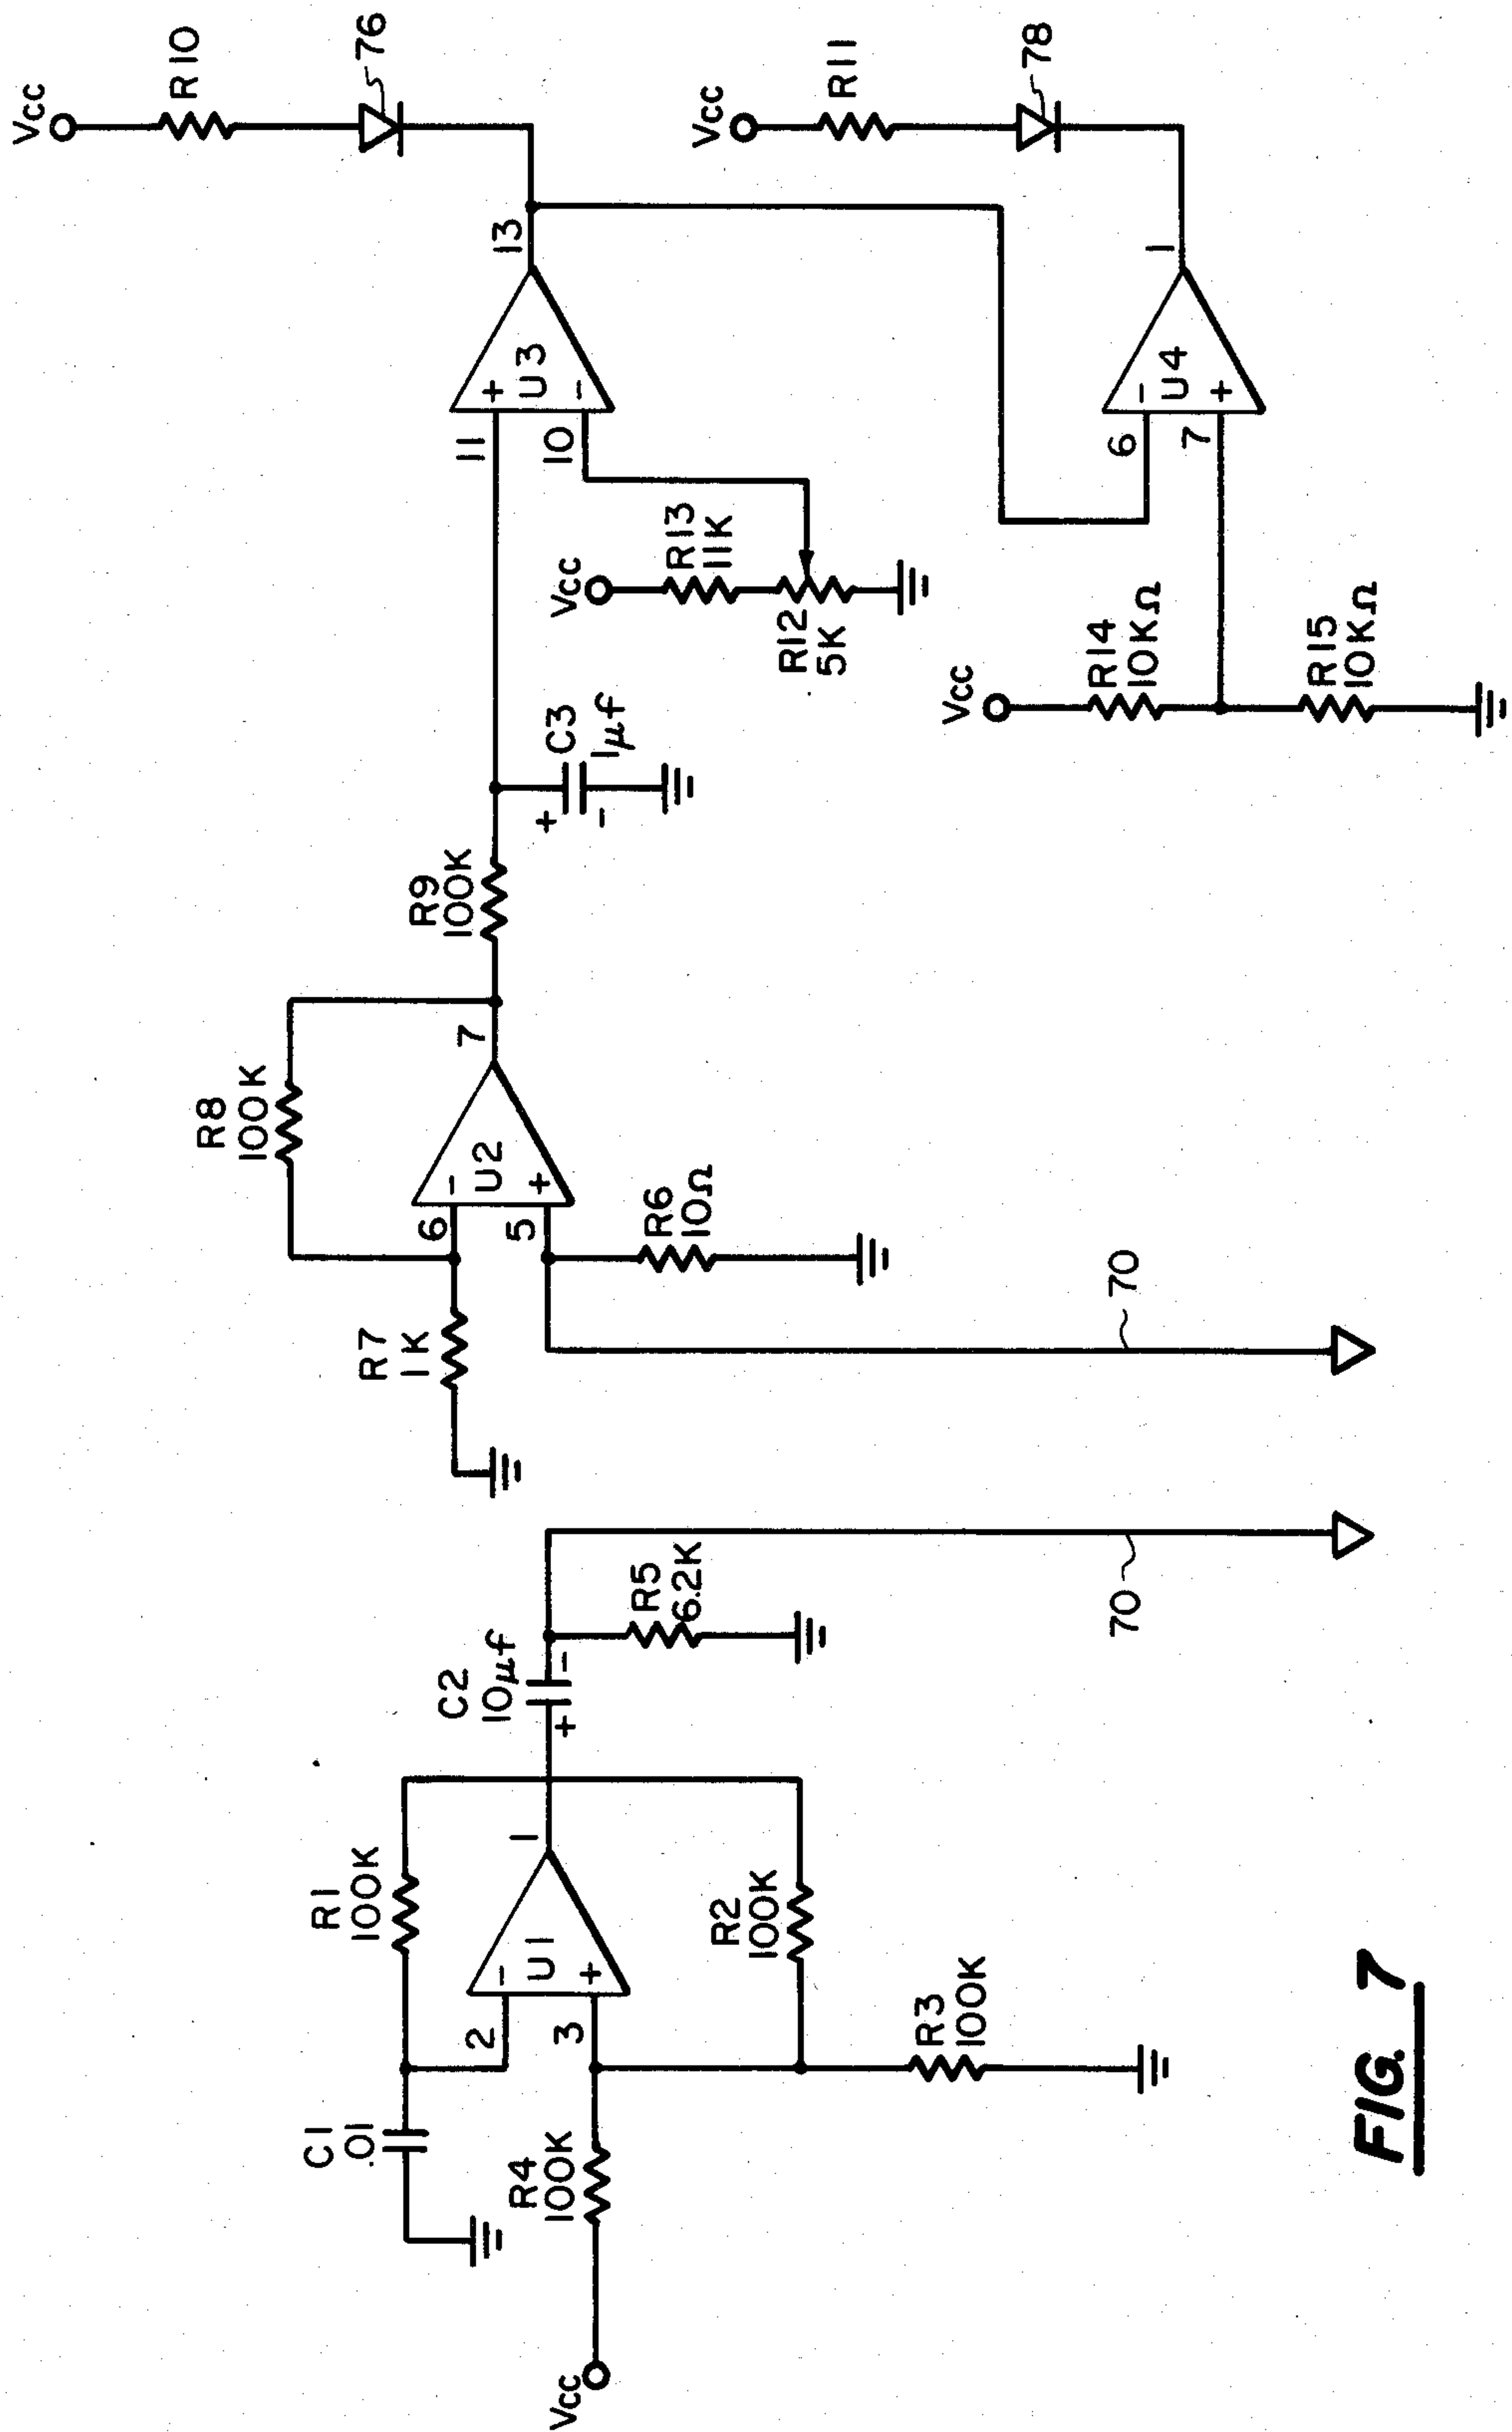 Vcc
R10
76
Vcc
R11
78
13
1
U3
+
-
11
10
U4
-
+
6
7
Vcc
R13
11K
R12
5K
Vcc
R14
10KΩ
R15
10KΩ
C3
1μf
+
-
R9
100K
R8
100K
7
U2
-
+
6
5
R6
10Ω
R7
1K
70
70
R5
6.2K
C2
10μf
+
-
1
R1
100K
U1
-
+
2
3
R2
100K
R3
100K
C1
.01
R4
100K
Vcc
FIG. 7